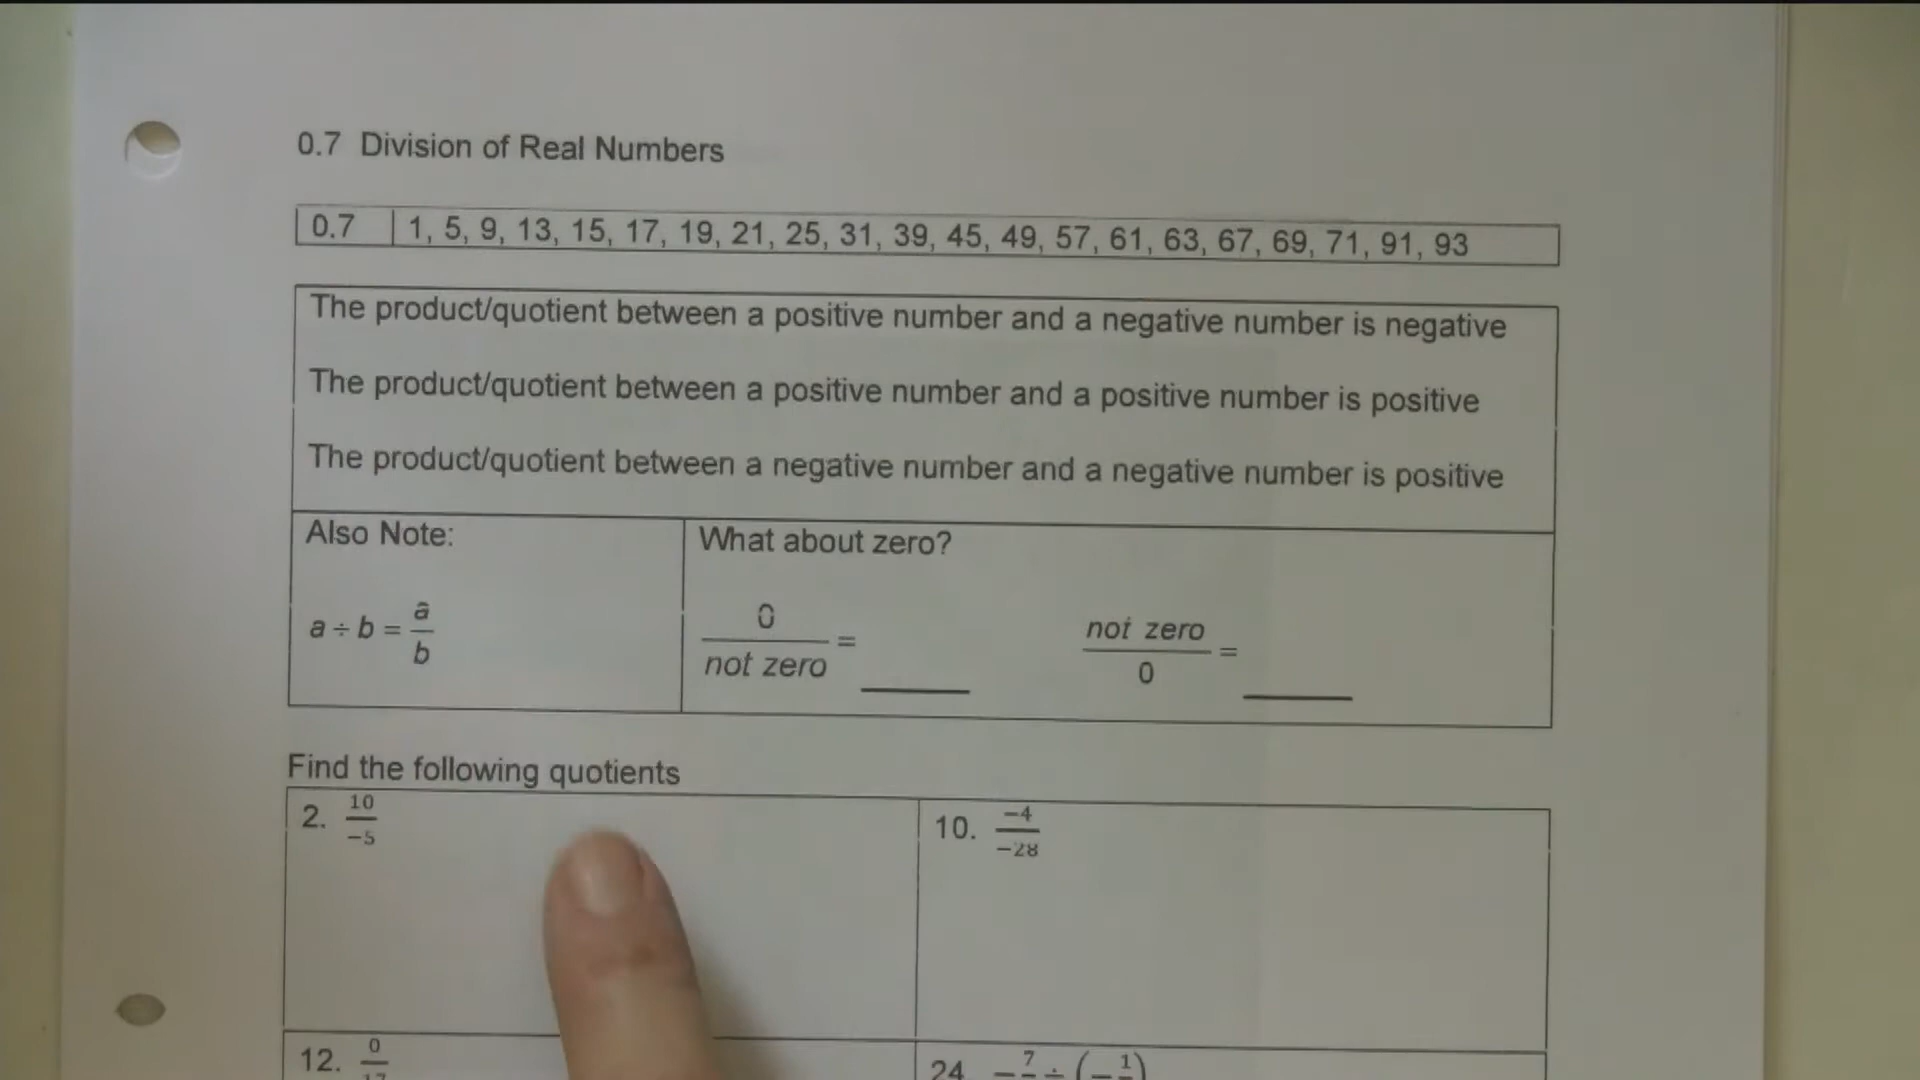 0.7 Division of Real Numbers
0.7 1, 5, 9, 13, 15, 17, 19, 21, 25, 31, 39, 45, 49, 57, 61, 63, 67, 69, 71, 91, 93
The product/quotient between a positive number and a negative number is negative
The product/quotient between a positive number and a positive number is positive
The product/quotient between a negative number and a negative number is positive
Also Note:
a ÷ b = a/b
What about zero?
0/not zero = ____
not zero/0 = ____
Find the following quotients
2. 10/-5
10. -4/-28
12. 0
24. -7 ÷ (-1)